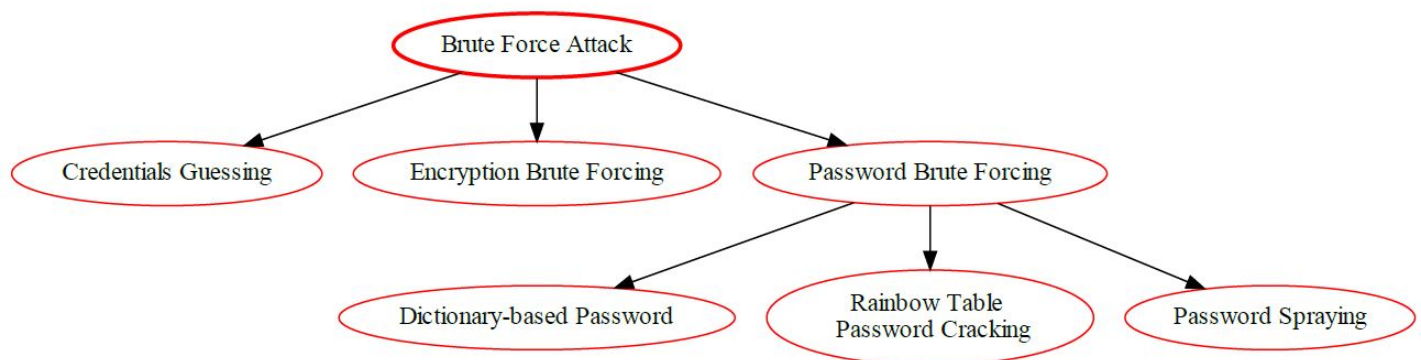 Brute Force Attack
Credentials Guessing
Encryption Brute Forcing
Password Brute Forcing
Dictionary-based Password
Rainbow Table
Password Cracking
Password Spraying